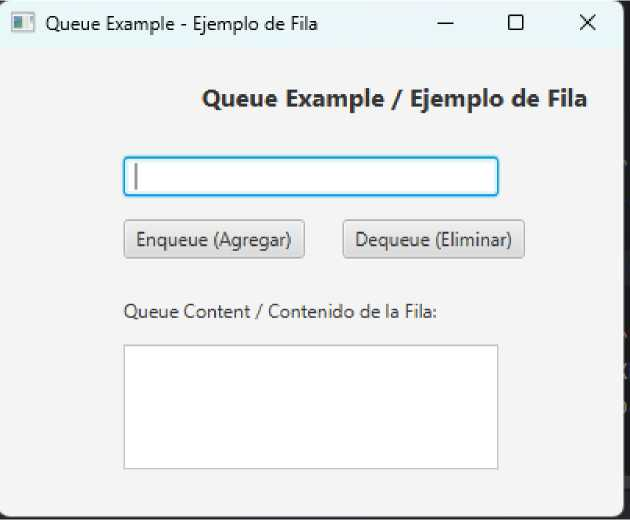 Queue Example - Ejemplo de Fila
Queue Example / Ejemplo de Fila
Enqueue (Agregar) Dequeue (Eliminar)
Queue Content / Contenido de la Fila: